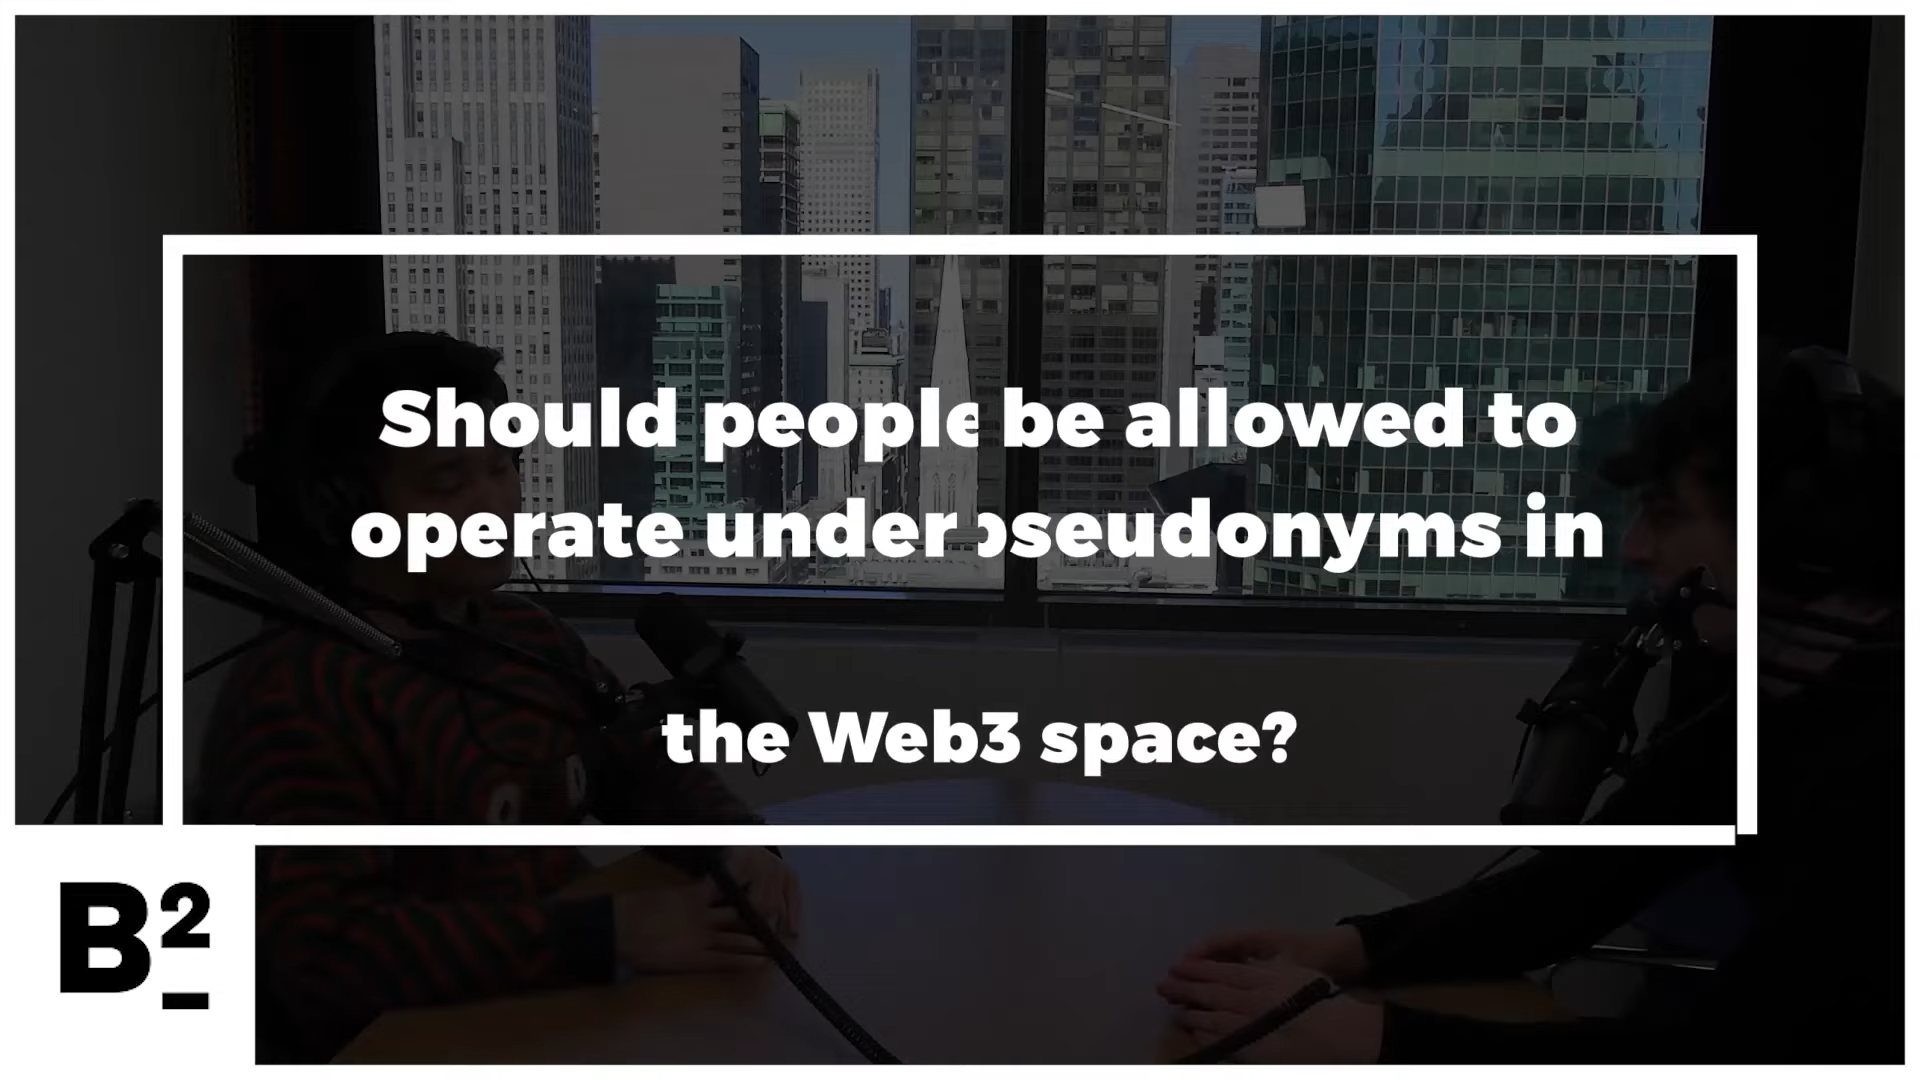 Should people be allowed to
operate under pseudonyms in
the Web3 space?
B2